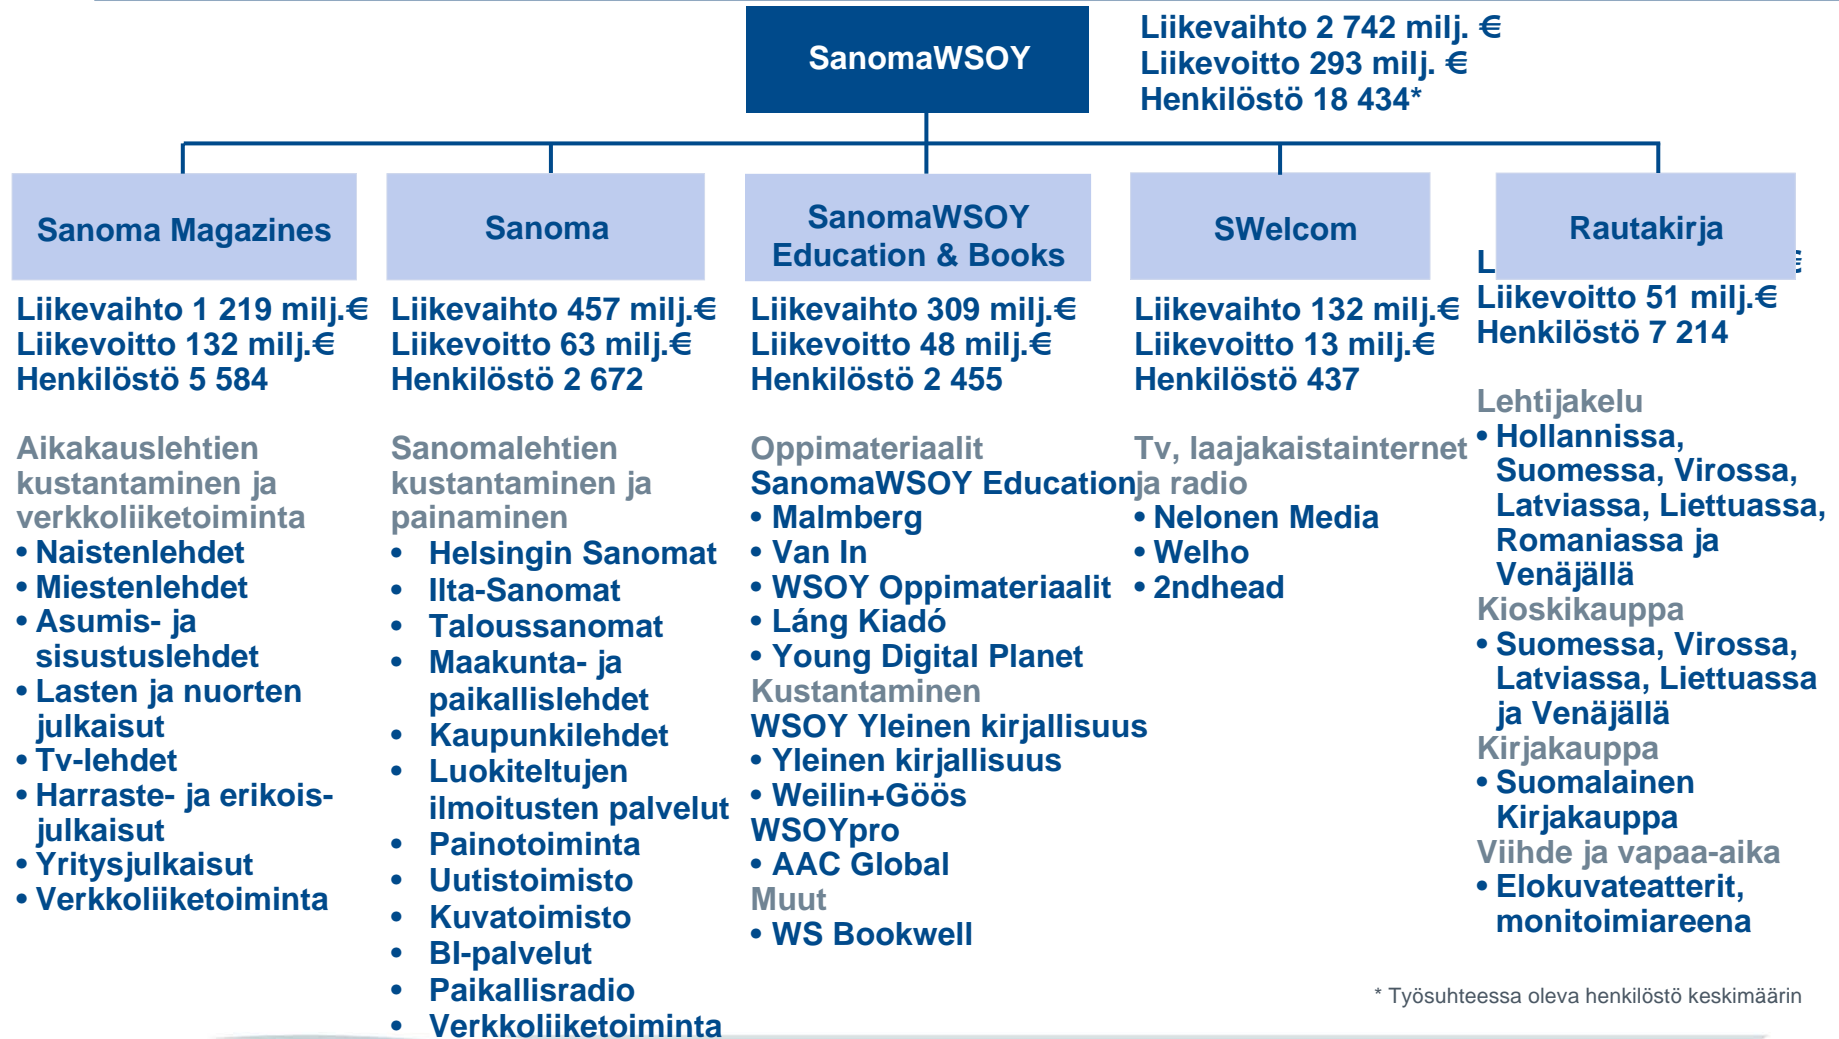 SanomaWSOY
Liikevaihto 2 742 milj. €
Liikevoitto 293 milj. €
Henkilöstö 18 434*
Sanoma Magazines
Liikevaihto 1 219 milj.€
Liikevoitto 132 milj.€
Henkilöstö 5 584
Aikakauslehtien
kustantaminen ja
verkkoliiketoiminta
• Naistenlehdet
• Miestenlehdet
• Asumis- ja
sisustuslehdet
• Lasten ja nuorten
julkaisut
• Tv-lehdet
• Harraste- ja erikois-
julkaisut
• Yritysjulkaisut
• Verkkoliiketoiminta
Sanoma
Liikevaihto 457 milj.€
Liikevoitto 63 milj.€
Henkilöstö 2 672
Sanomalehtien
kustantaminen ja
painaminen
• Helsingin Sanomat
• Ilta-Sanomat
• Taloussanomat
• Maakunta- ja
paikallislehdet
• Kaupunkilehdet
• Luokiteltujen
ilmoitusten palvelut
• Painotoiminta
• Uutistoimisto
• Kuvatoimisto
• BI-palvelut
• Paikallisradio
• Verkkoliiketoiminta
SanomaWSOY
Education & Books
Liikevaihto 309 milj.€
Liikevoitto 48 milj.€
Henkilöstö 2 455
Oppimateriaalit
SanomaWSOY Education
• Malmberg
• Van In
• WSOY Oppimateriaalit
• Láng Kiadó
• Young Digital Planet
Kustantaminen
WSOY Yleinen kirjallisuus
• Yleinen kirjallisuus
• Weilin+Göös
WSOYpro
• AAC Global
Muut
• WS Bookwell
SWelcom
Liikevaihto 132 milj.€
Liikevoitto 13 milj.€
Henkilöstö 437
Tv, laajakaistainternet
ja radio
• Nelonen Media
• Welho
• 2ndhead
Rautakirja
Liikevoitto 51 milj.€
Henkilöstö 7 214
Lehtijakelu
• Hollannissa,
Suomessa, Virossa,
Latviassa, Liettuassa,
Romaniassa ja
Venäjällä
Kioskikauppa
• Suomessa, Virossa,
Latviassa, Liettuassa
ja Venäjällä
Kirjakauppa
• Suomalainen
Kirjakauppa
Viihde ja vapaa-aika
• Elokuvateatterit,
monitoimiareena
* Työsuhteessa oleva henkilöstö keskimäärin